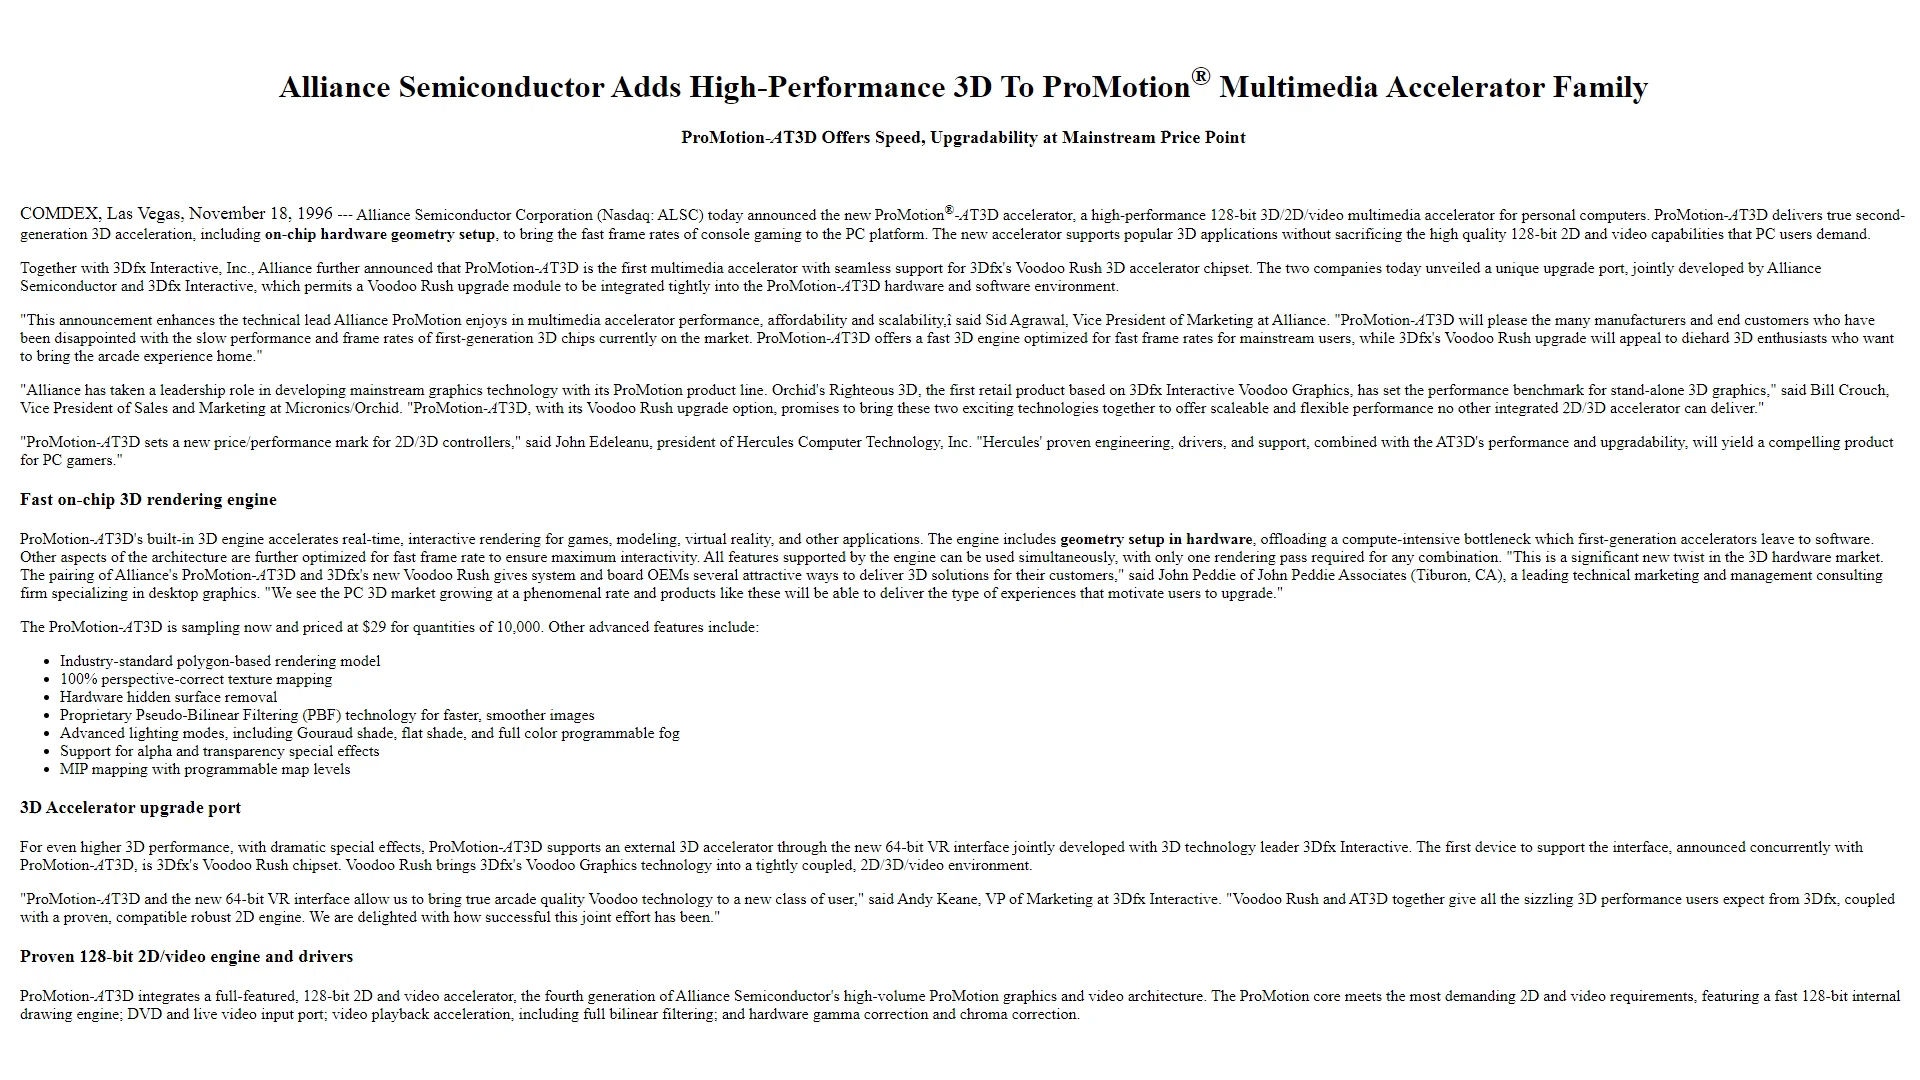 Alliance Semiconductor Adds High-Performance 3D To ProMotion® Multimedia Accelerator Family
ProMotion-AT3D Offers Speed, Upgradability at Mainstream Price Point
COMDEX, Las Vegas, November 18, 1996 --- Alliance Semiconductor Corporation (Nasdaq: ALSC) today announced the new ProMotion®-AT3D accelerator, a high-performance 128-bit 3D/2D/video multimedia accelerator for personal computers. ProMotion-AT3D delivers true second-
generation 3D acceleration, including on-chip hardware geometry setup, to bring the fast frame rates of console gaming to the PC platform. The new accelerator supports popular 3D applications without sacrificing the high quality 128-bit 2D and video capabilities that PC users demand.
Together with 3Dfx Interactive, Inc., Alliance further announced that ProMotion-AT3D is the first multimedia accelerator with seamless support for 3Dfx's Voodoo Rush 3D accelerator chipset. The two companies today unveiled a unique upgrade port, jointly developed by Alliance
Semiconductor and 3Dfx Interactive, which permits a Voodoo Rush upgrade module to be integrated tightly into the ProMotion-AT3D hardware and software environment.
"This announcement enhances the technical lead Alliance ProMotion enjoys in multimedia accelerator performance, affordability and scalability,î said Sid Agrawal, Vice President of Marketing at Alliance. "ProMotion-AT3D will please the many manufacturers and end customers who have
been disappointed with the slow performance and frame rates of first-generation 3D chips currently on the market. ProMotion-AT3D offers a fast 3D engine optimized for fast frame rates for mainstream users, while 3Dfx's Voodoo Rush upgrade will appeal to diehard 3D enthusiasts who want
to bring the arcade experience home."
"Alliance has taken a leadership role in developing mainstream graphics technology with its ProMotion product line. Orchid's Righteous 3D, the first retail product based on 3Dfx Interactive Voodoo Graphics, has set the performance benchmark for stand-alone 3D graphics," said Bill Crouch,
Vice President of Sales and Marketing at Micronics/Orchid. "ProMotion-AT3D, with its Voodoo Rush upgrade option, promises to bring these two exciting technologies together to offer scaleable and flexible performance no other integrated 2D/3D accelerator can deliver."
"ProMotion-AT3D sets a new price/performance mark for 2D/3D controllers," said John Edeleanu, president of Hercules Computer Technology, Inc. "Hercules' proven engineering, drivers, and support, combined with the AT3D's performance and upgradability, will yield a compelling product
for PC gamers."
Fast on-chip 3D rendering engine
ProMotion-AT3D's built-in 3D engine accelerates real-time, interactive rendering for games, modeling, virtual reality, and other applications. The engine includes geometry setup in hardware, offloading a compute-intensive bottleneck which first-generation accelerators leave to software.
Other aspects of the architecture are further optimized for fast frame rate to ensure maximum interactivity. All features supported by the engine can be used simultaneously, with only one rendering pass required for any combination. "This is a significant new twist in the 3D hardware market.
The pairing of Alliance's ProMotion-AT3D and 3Dfx's new Voodoo Rush gives system and board OEMs several attractive ways to deliver 3D solutions for their customers," said John Peddie of John Peddie Associates (Tiburon, CA), a leading technical marketing and management consulting
firm specializing in desktop graphics. "We see the PC 3D market growing at a phenomenal rate and products like these will be able to deliver the type of experiences that motivate users to upgrade."
The ProMotion-AT3D is sampling now and priced at $29 for quantities of 10,000. Other advanced features include:
• Industry-standard polygon-based rendering model
• 100% perspective-correct texture mapping
• Hardware hidden surface removal
• Proprietary Pseudo-Bilinear Filtering (PBF) technology for faster, smoother images
• Advanced lighting modes, including Gouraud shade, flat shade, and full color programmable fog
• Support for alpha and transparency special effects
• MIP mapping with programmable map levels
3D Accelerator upgrade port
For even higher 3D performance, with dramatic special effects, ProMotion-AT3D supports an external 3D accelerator through the new 64-bit VR interface jointly developed with 3D technology leader 3Dfx Interactive. The first device to support the interface, announced concurrently with
ProMotion-AT3D, is 3Dfx's Voodoo Rush chipset. Voodoo Rush brings 3Dfx's Voodoo Graphics technology into a tightly coupled, 2D/3D/video environment.
"ProMotion-AT3D and the new 64-bit VR interface allow us to bring true arcade quality Voodoo technology to a new class of user," said Andy Keane, VP of Marketing at 3Dfx Interactive. "Voodoo Rush and AT3D together give all the sizzling 3D performance users expect from 3Dfx, coupled
with a proven, compatible robust 2D engine. We are delighted with how successful this joint effort has been."
Proven 128-bit 2D/video engine and drivers
ProMotion-AT3D integrates a full-featured, 128-bit 2D and video accelerator, the fourth generation of Alliance Semiconductor's high-volume ProMotion graphics and video architecture. The ProMotion core meets the most demanding 2D and video requirements, featuring a fast 128-bit internal
drawing engine; DVD and live video input port; video playback acceleration, including full bilinear filtering; and hardware gamma correction and chroma correction.